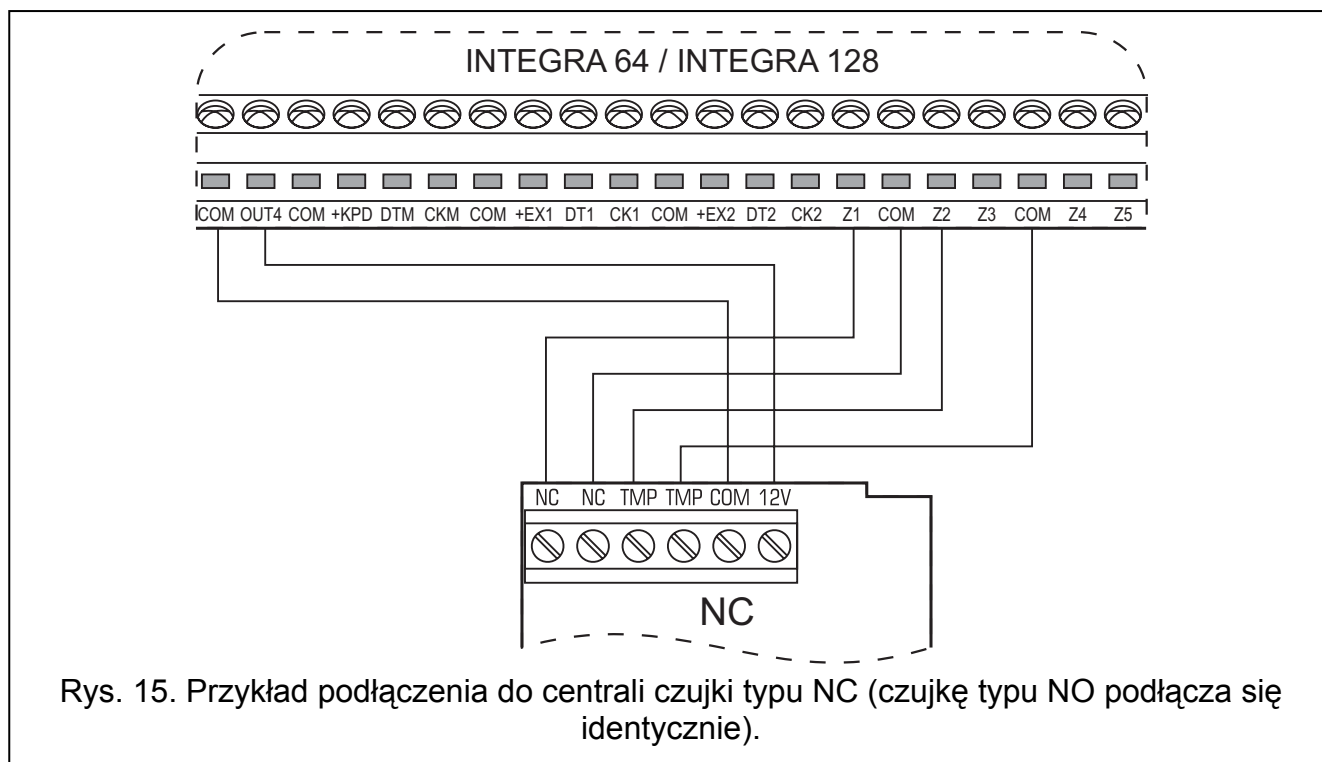 INTEGRA 64 / INTEGRA 128
COM OUT4 COM +KPD DTM CKM COM +EX1 DT1 CK1 COM +EX2 DT2 CK2 Z1 COM Z2 Z3 COM Z4 Z5
NC NC TMP TMP COM 12V
NC
Rys. 15. Przykład podłączenia do centrali czujki typu NC (czujkę typu NO podłącza się
identycznie).